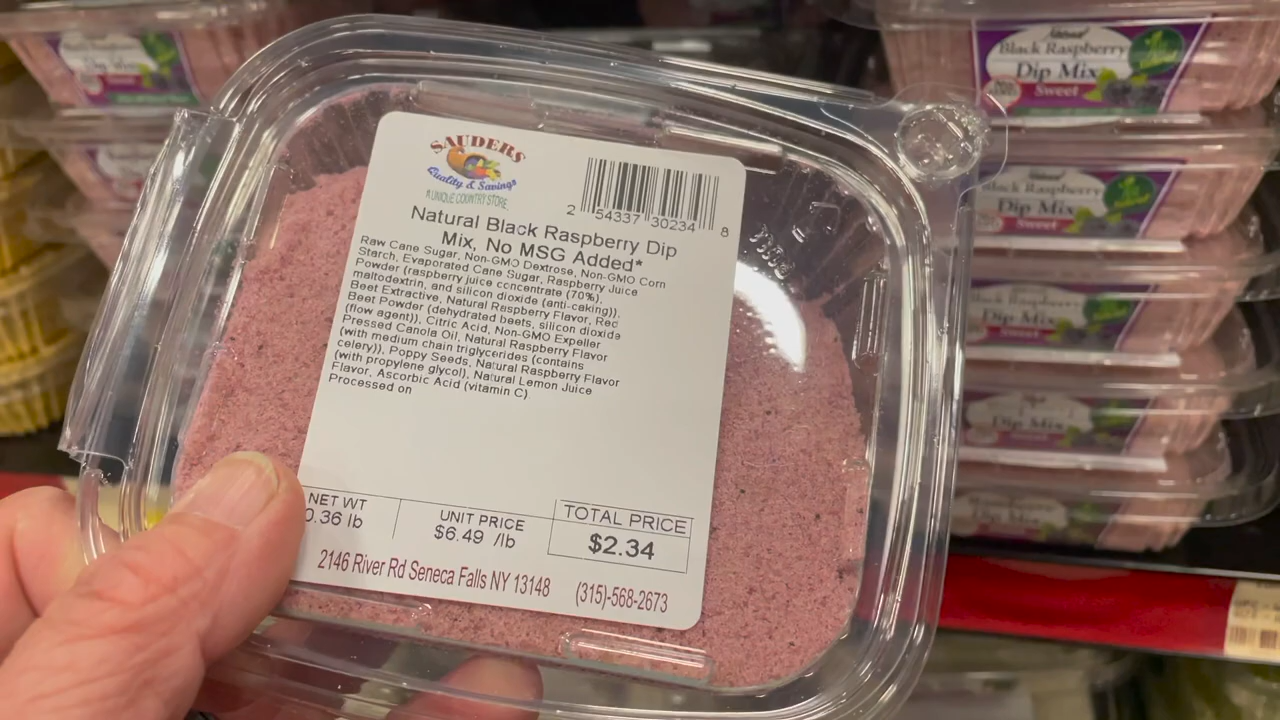 SAUDERS
Quality & Savings
A UNIQUE COUNTRY STORE
2 54337 30234 8
Natural Black Raspberry Dip
Mix, No MSG Added*
Raw Cane Sugar, Non-GMO Dextrose, Non-GMO Corn
Starch, Evaporated Cane Sugar, Raspberry Juice
Powder (raspberry juice concentrate (70%),
maltodextrin, and silicon dioxide (anti-caking)),
Beet Extractive, Natural Raspberry Flavor, Red
Beet Powder (dehydrated beets, silicon dioxide
(flow agent)), Citric Acid, Non-GMO Expeller
Pressed Canola Oil, Natural Raspberry Flavor
(with medium chain triglycerides (contains
celery)), Poppy Seeds, Natural Raspberry Flavor
(with propylene glycol), Natural Lemon Juice
Flavor, Ascorbic Acid (vitamin C)
Processed on
NET WT
0.36 lb
UNIT PRICE
$6.49 /lb
TOTAL PRICE
$2.34
2146 River Rd Seneca Falls NY 13148 (315)-568-2673
Natural
Black Raspberry
Dip Mix
Sweet
Black Raspberry
Dip Mix
Sweet
Black Raspberry
Dip Mix
Sweet
Dip Mix